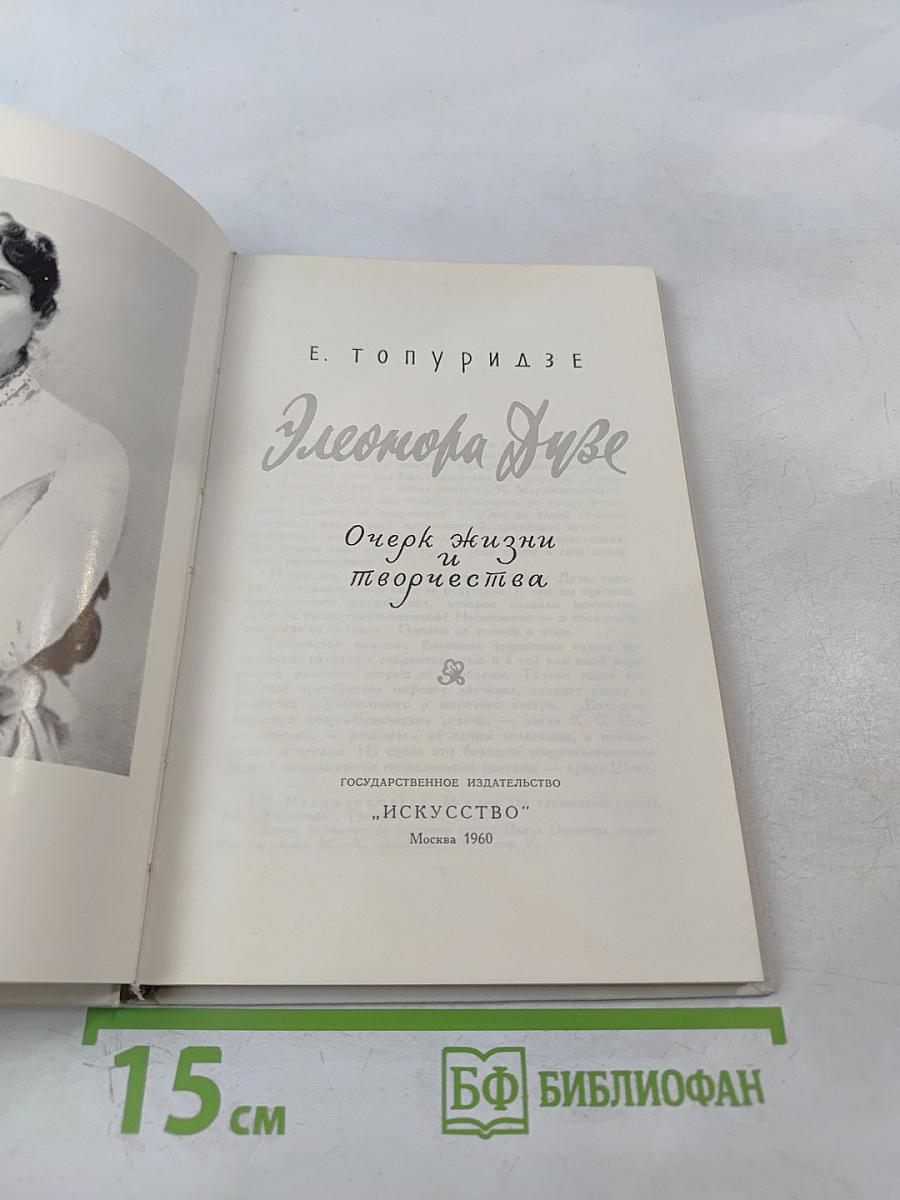 Е. ТОПУРИДЗЕ
Элеонора Дузе
Очерк жизни
и
творчества
ГОСУДАРСТВЕННОЕ ИЗДАТЕЛЬСТВО
„ИСКУССТВО”
Москва 1960
15 см
БФ БИБЛИОФАН